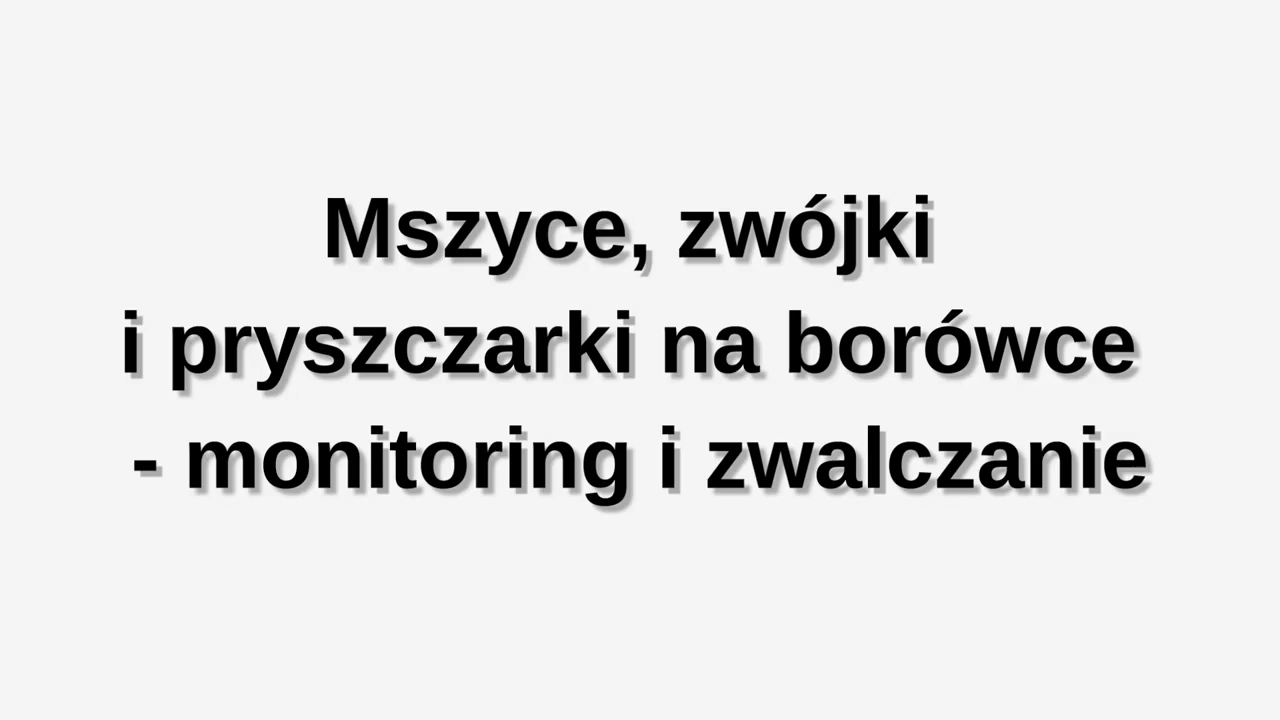 Mszyce, zwójki
i pryszczarki na borówce
- monitoring i zwalczanie